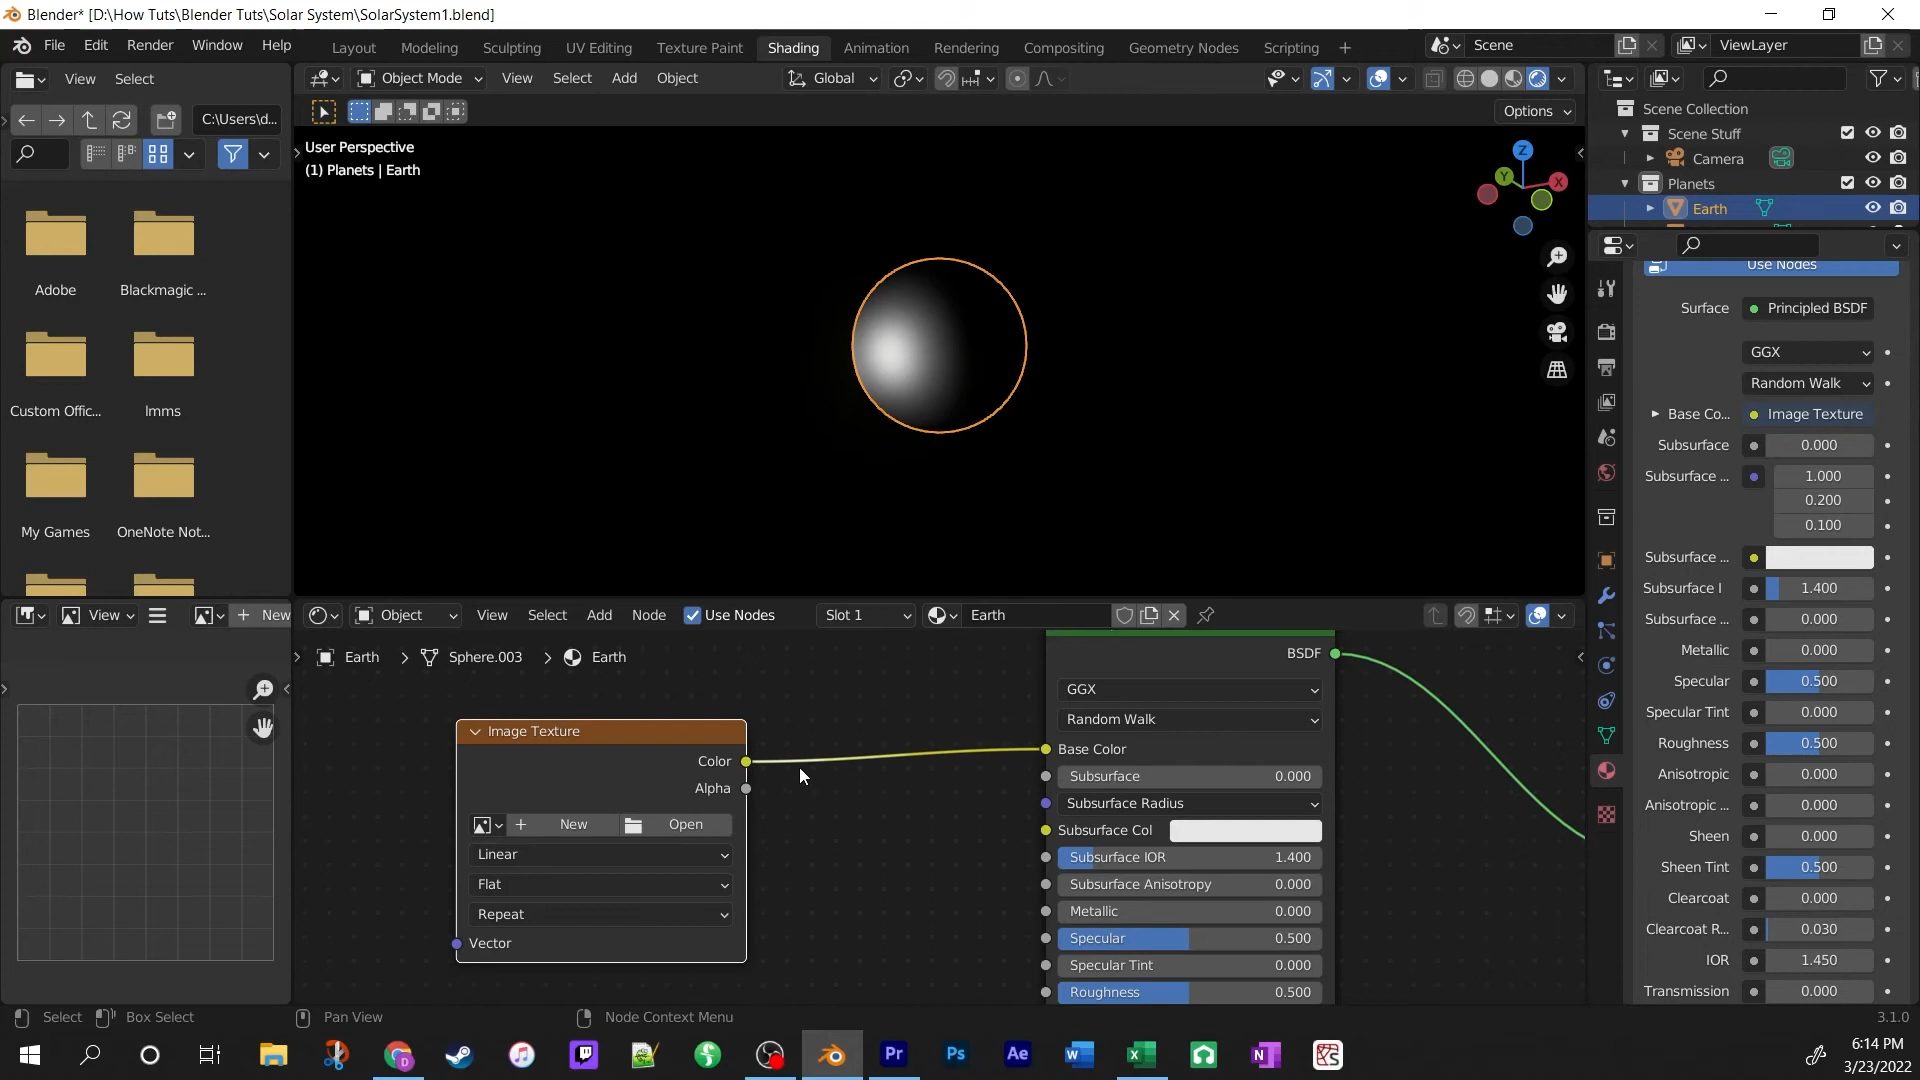 Blender* [D:\How Tuts\Blender Tuts\Solar System\SolarSystem1.blend]
File Edit Render Window Help Layout Modeling Sculpting UV Editing Texture Paint Shading Animation Rendering Compositing Geometry Nodes Scripting + Scene ViewLayer
View Select Object Mode View Select Add Object Global
C:\Users\d... Options
User Perspective
(1) Planets | Earth
Z
Y
X
Adobe Blackmagic ...
Custom Offic... lmms
My Games OneNote Not...
Scene Collection
Scene Stuff
Camera
Planets
Earth
Use Nodes
Surface Principled BSDF
GGX
Random Walk
Base Co... Image Texture
Subsurface 0.000
Subsurface ... 1.000
0.200
0.100
Subsurface ...
Subsurface I 1.400
Subsurface ... 0.000
Metallic 0.000
Specular 0.500
Specular Tint 0.000
Roughness 0.500
Anisotropic 0.000
Anisotropic ... 0.000
Sheen 0.000
Sheen Tint 0.500
Clearcoat 0.000
Clearcoat R... 0.030
IOR 1.450
Transmission 0.000
View + New Object View Select Add Node Use Nodes Slot 1 Earth
Earth > Sphere.003 > Earth
Image Texture
Color
Alpha
+ New Open
Linear
Flat
Repeat
Vector
BSDF
GGX
Random Walk
Base Color
Subsurface 0.000
Subsurface Radius
Subsurface Col
Subsurface IOR 1.400
Subsurface Anisotropy 0.000
Metallic 0.000
Specular 0.500
Specular Tint 0.000
Roughness 0.500
Select Box Select Pan View Node Context Menu 3.1.0
Pr Ps Ae
6:14 PM
3/23/2022